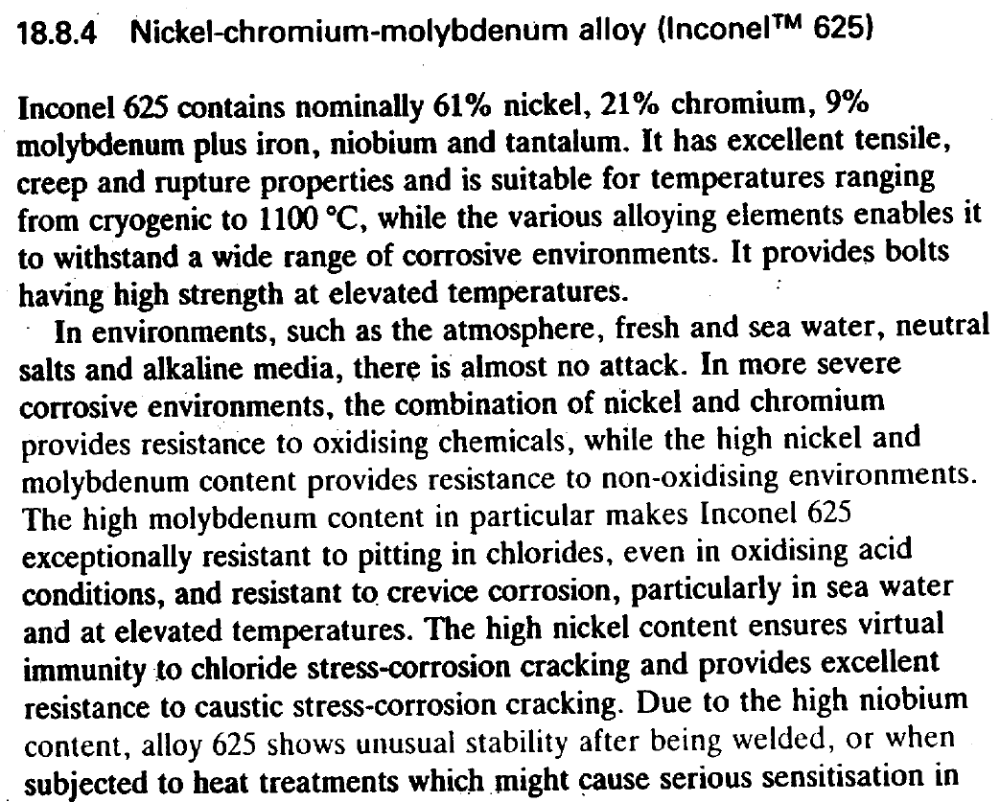 18.8.4 Nickel-chromium-molybdenum alloy (Inconel™ 625)
Inconel 625 contains nominally 61% nickel, 21% chromium, 9%
molybdenum plus iron, niobium and tantalum. It has excellent tensile,
creep and rupture properties and is suitable for temperatures ranging
from cryogenic to 1100 °C, while the various alloying elements enables it
to withstand a wide range of corrosive environments. It provides bolts
having high strength at elevated temperatures.
In environments, such as the atmosphere, fresh and sea water, neutral
salts and alkaline media, there is almost no attack. In more severe
corrosive environments, the combination of nickel and chromium
provides resistance to oxidising chemicals, while the high nickel and
molybdenum content provides resistance to non-oxidising environments.
The high molybdenum content in particular makes Inconel 625
exceptionally resistant to pitting in chlorides, even in oxidising acid
conditions, and resistant to crevice corrosion, particularly in sea water
and at elevated temperatures. The high nickel content ensures virtual
immunity to chloride stress-corrosion cracking and provides excellent
resistance to caustic stress-corrosion cracking. Due to the high niobium
content, alloy 625 shows unusual stability after being welded, or when
subjected to heat treatments which might cause serious sensitisation in